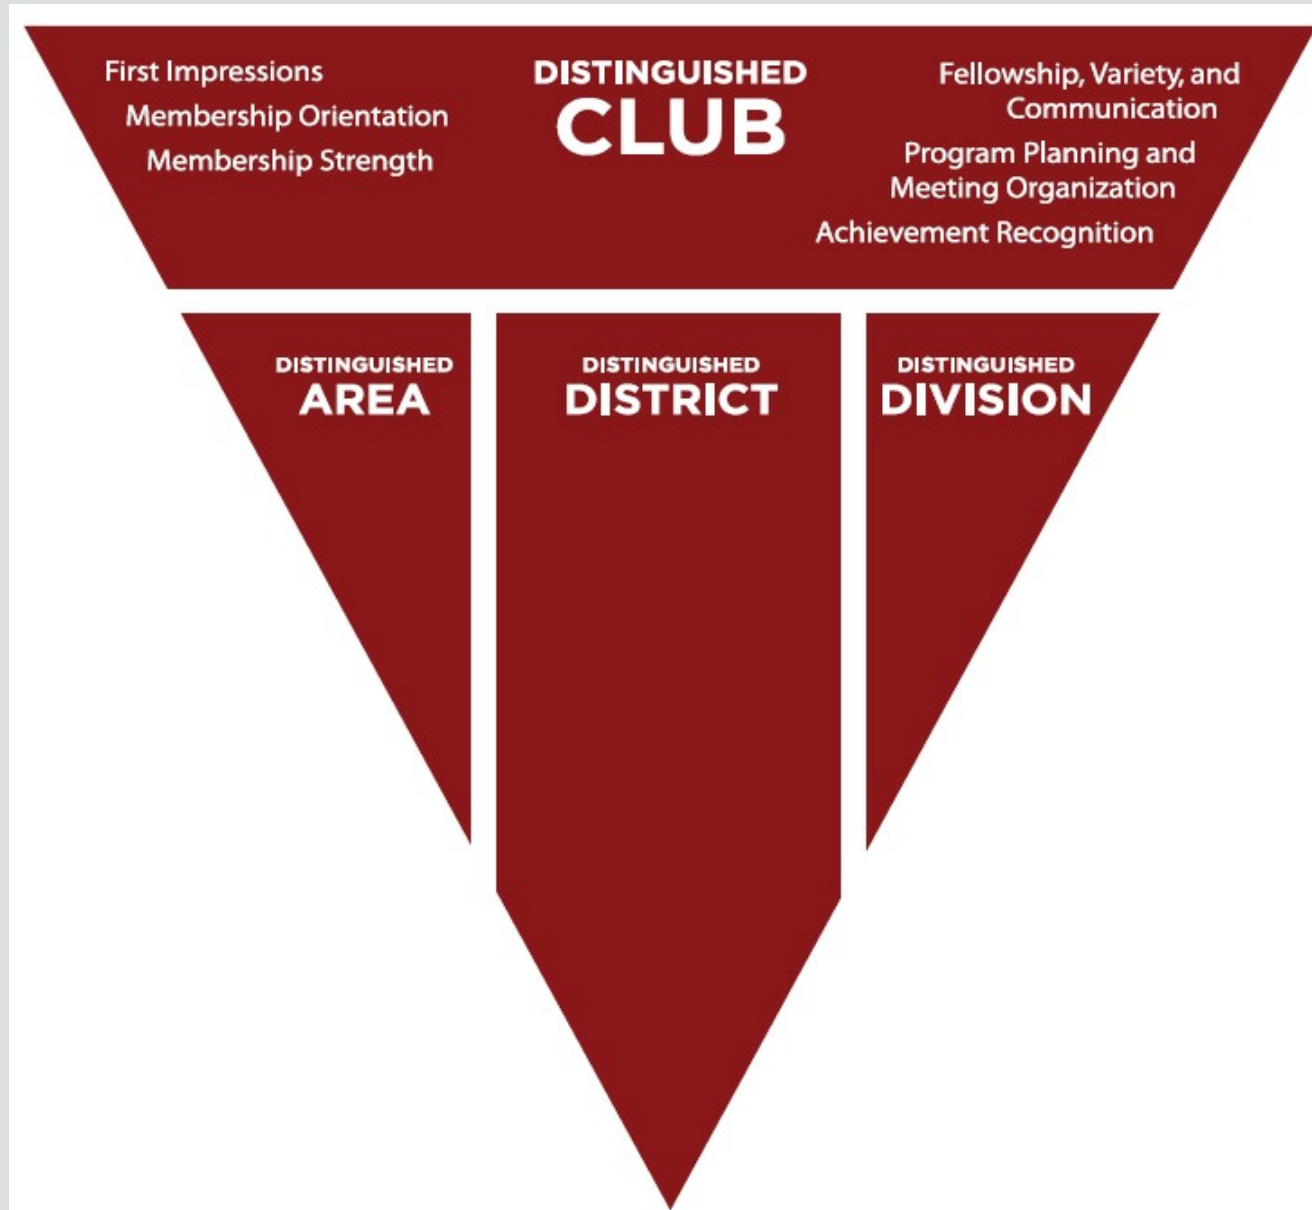 First Impressions
Membership Orientation
Membership Strength
DISTINGUISHED
CLUB
Fellowship, Variety, and
Communication
Program Planning and
Meeting Organization
Achievement Recognition
DISTINGUISHED
AREA
DISTINGUISHED
DISTRICT
DISTINGUISHED
DIVISION